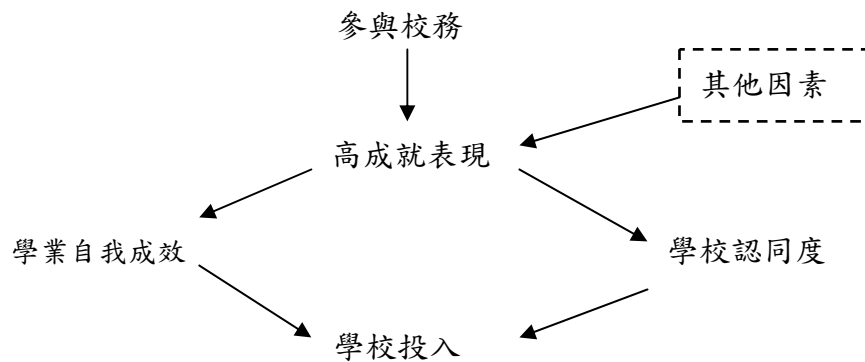 參與校務
其他因素
高成就表現
學業自我成效
學校認同度
學校投入